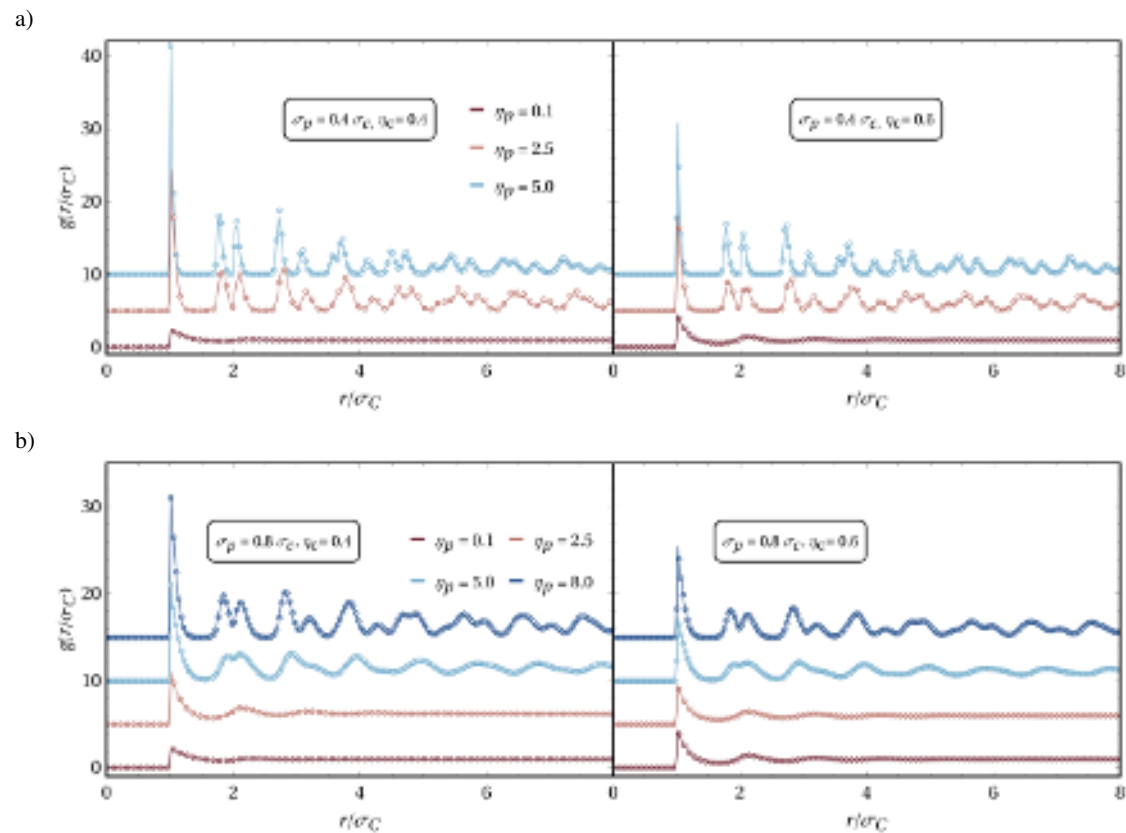 a)
40
30
20
10
0
g(r/σC)
σp = 0.4 σc, ηc = 0.4
ηp = 0.1
ηp = 2.5
ηp = 5.0
σp = 0.4 σc, ηc = 0.6
0 2 4 6 0 2 4 6 8
r/σC r/σC
b)
30
20
10
0
g(r/σC)
σp = 0.8 σc, ηc = 0.4
ηp = 0.1 ηp = 2.5
ηp = 5.0 ηp = 8.0
σp = 0.8 σc, ηc = 0.6
0 2 4 6 0 2 4 6 8
r/σC r/σC